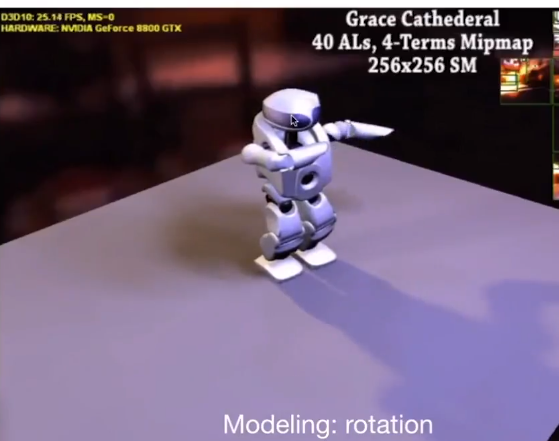 D3D10: 25.14 FPS, MS=0
HARDWARE: NVIDIA GeForce 8800 GTX
Grace Cathederal
40 ALs, 4-Terms Mipmap
256x256 SM
Modeling: rotation